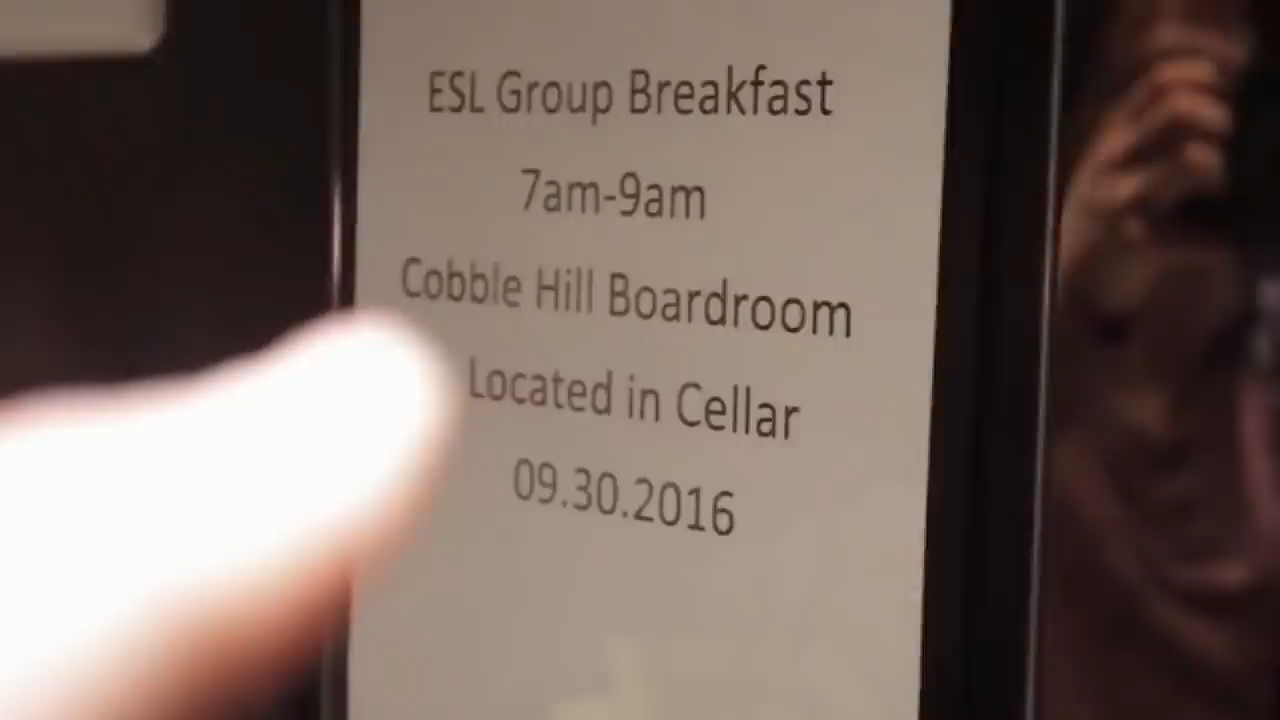 ESL Group Breakfast
7am-9am
Cobble Hill Boardroom
Located in Cellar
09.30.2016